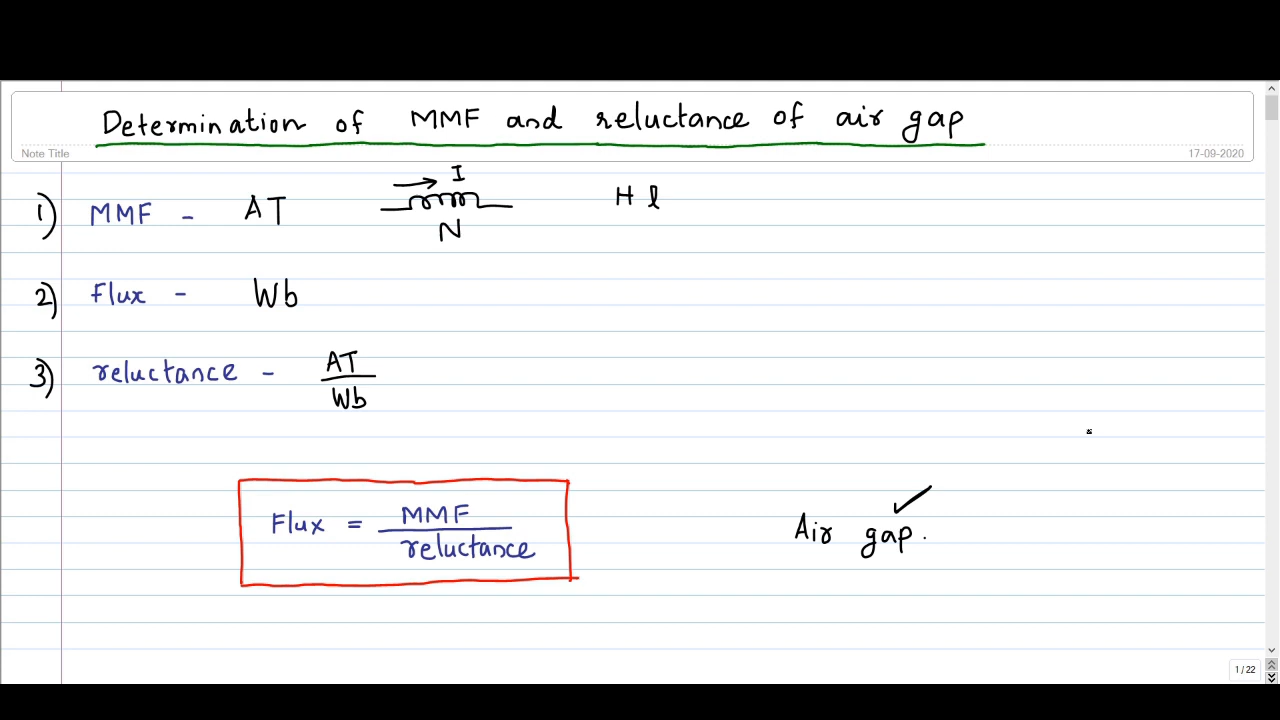 Determination of MMF and reluctance of air gap
Note Title
17-09-2020
1) MMF - AT
I
N
H l
2) Flux - Wb
3) reluctance - AT
Wb
Flux = MMF
reluctance
Air gap.
1 / 22